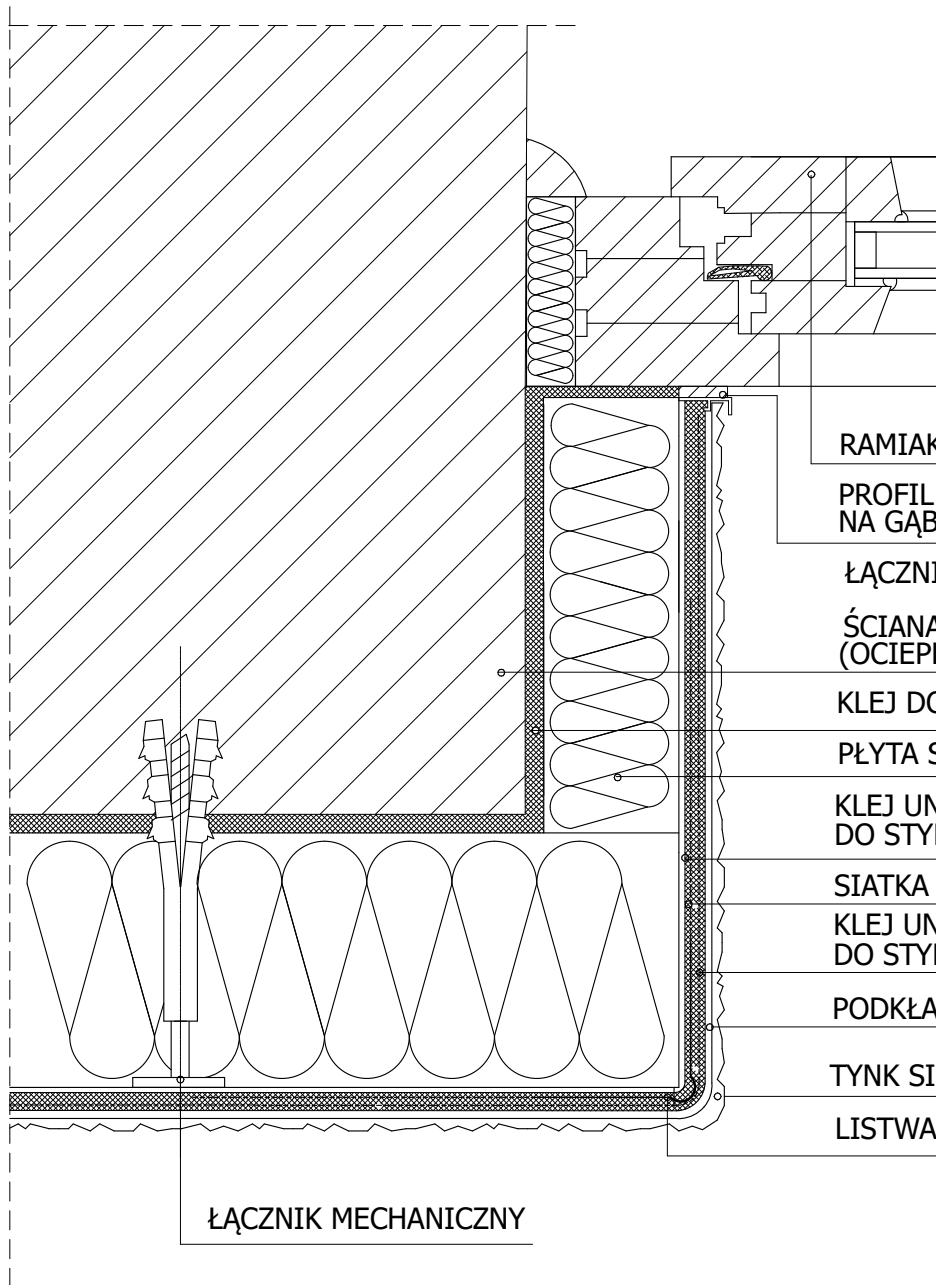 RAMIAK
PROFIL
NA GĄB
ŁĄCZNI
ŚCIANA
(OCIEPL
KLEJ DO
PŁYTA S
KLEJ UN
DO STY
SIATKA
KLEJ UN
DO STY
PODKŁA
TYNK SI
LISTWA
ŁĄCZNIK MECHANICZNY